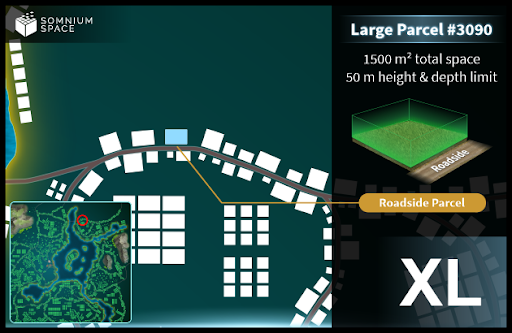 SOMNIUM
SPACE
Large Parcel #3090
1500 m² total space
50 m height & depth limit
Roadside
Roadside Parcel
XL